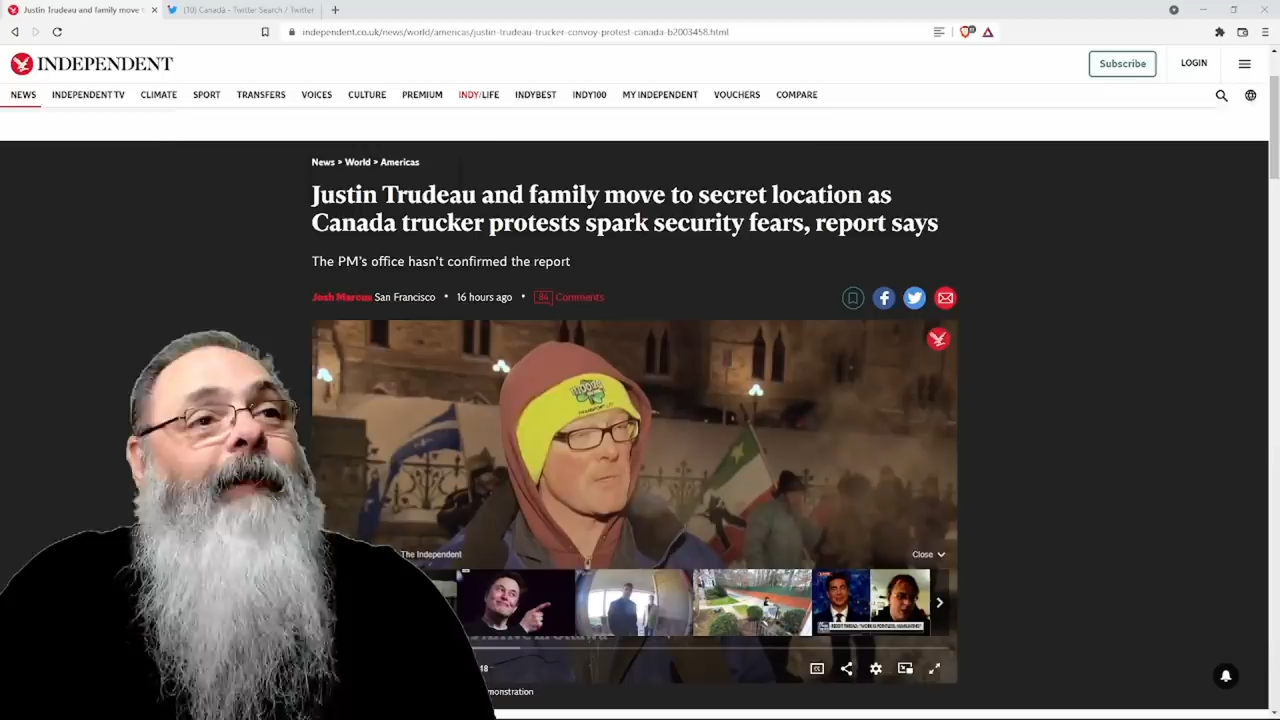 Justin Trudeau and family move t
(10) Canada - Twitter Search / Twitter
independent.co.uk/news/world/americas/justin-trudeau-trucker-convoy-protest-canada-b2003458.html
INDEPENDENT
Subscribe
LOGIN
NEWS INDEPENDENT TV CLIMATE SPORT TRANSFERS VOICES CULTURE PREMIUM INDY/LIFE INDYBEST INDY100 MY INDEPENDENT VOUCHERS COMPARE
News > World > Americas
Justin Trudeau and family move to secret location as
Canada trucker protests spark security fears, report says
The PM's office hasn't confirmed the report
Josh Marcus San Francisco • 16 hours ago • 84 Comments
The Independent
Close
18
monstration